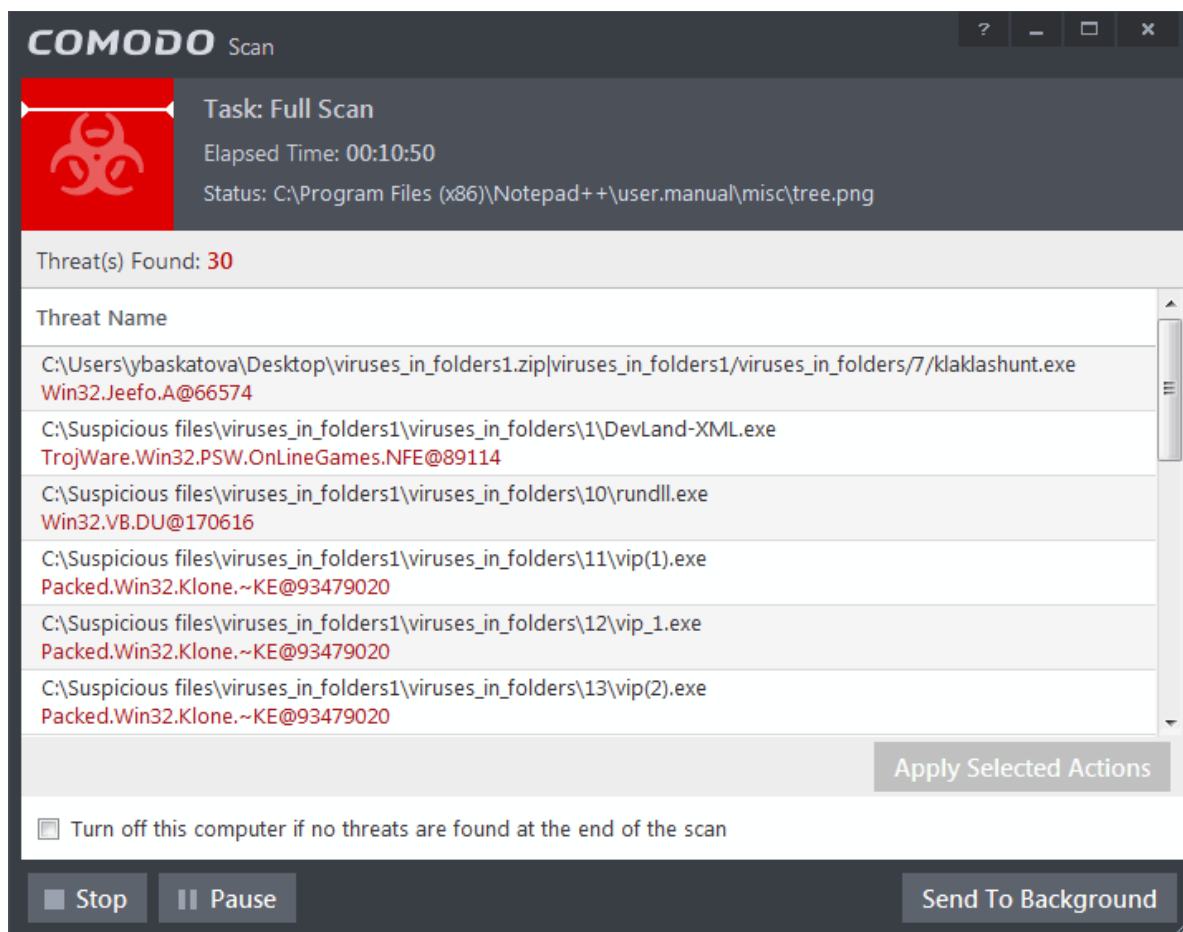 COMODO Scan
?
Task: Full Scan
Elapsed Time: 00:10:50
Status: C:\Program Files (x86)\Notepad++\user.manual\misc\tree.png
Threat(s) Found: 30
Threat Name
C:\Users\ybaskatova\Desktop\viruses_in_folders1.zip|viruses_in_folders1/viruses_in_folders/7/klaklashunt.exe
Win32.Jeefo.A@66574
C:\Suspicious files\viruses_in_folders1\viruses_in_folders\1\DevLand-XML.exe
TrojWare.Win32.PSW.OnLineGames.NFE@89114
C:\Suspicious files\viruses_in_folders1\viruses_in_folders\10\rundll.exe
Win32.VB.DU@170616
C:\Suspicious files\viruses_in_folders1\viruses_in_folders\11\vip(1).exe
Packed.Win32.Klone.~KE@93479020
C:\Suspicious files\viruses_in_folders1\viruses_in_folders\12\vip_1.exe
Packed.Win32.Klone.~KE@93479020
C:\Suspicious files\viruses_in_folders1\viruses_in_folders\13\vip(2).exe
Packed.Win32.Klone.~KE@93479020
Apply Selected Actions
Turn off this computer if no threats are found at the end of the scan
Stop
Pause
Send To Background